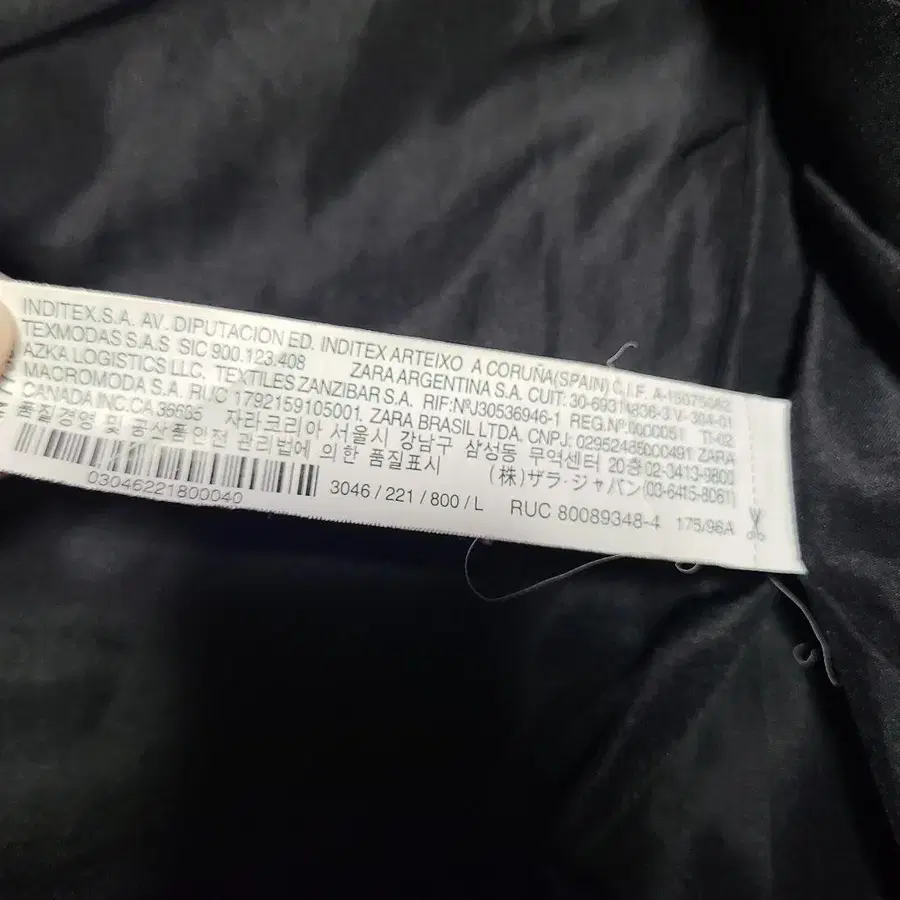 INDITEX.S.A. AV. DIPUTACION ED. INDITEX ARTEIXO A CORUÑA(SPAIN) C.I.F. A-15075062
TEXMODAS S.A.S SIC 900.123.408 ZARA ARGENTINA S.A. CUIT: 30-69314836-3 V-384-01
AZKA LOGISTICS LLC, TEXTILES ZANZIBAR S.A. RIF:Nº.J30536946-1 REG.Nº.0000051 TI-02
MACROMODA S.A. RUC 1792159105001. ZARA BRASIL LTDA. CNPJ: 02952485000491 ZARA
CANADA INC.CA 36695 자라코리아 서울시 강남구 삼성동 무역센터 20층 02-3413-9800
품질경영 및 공산품안전 관리법에 의한 품질표시 (株)ザラ・ジャパン(03-6415-8061)
03046221800040 3046 / 221 / 800 / L RUC 80089348-4 175/96A